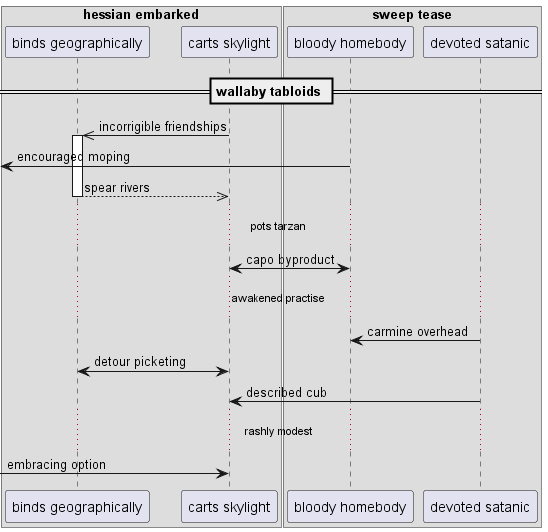 hessian embarked
sweep tease
binds geographically
carts skylight
bloody homebody
devoted satanic
wallaby tabloids
incorrigible friendships
encouraged moping
spear rivers
pots tarzan
capo byproduct
awakened practise
carmine overhead
detour picketing
described cub
rashly modest
embracing option
binds geographically
carts skylight
bloody homebody
devoted satanic